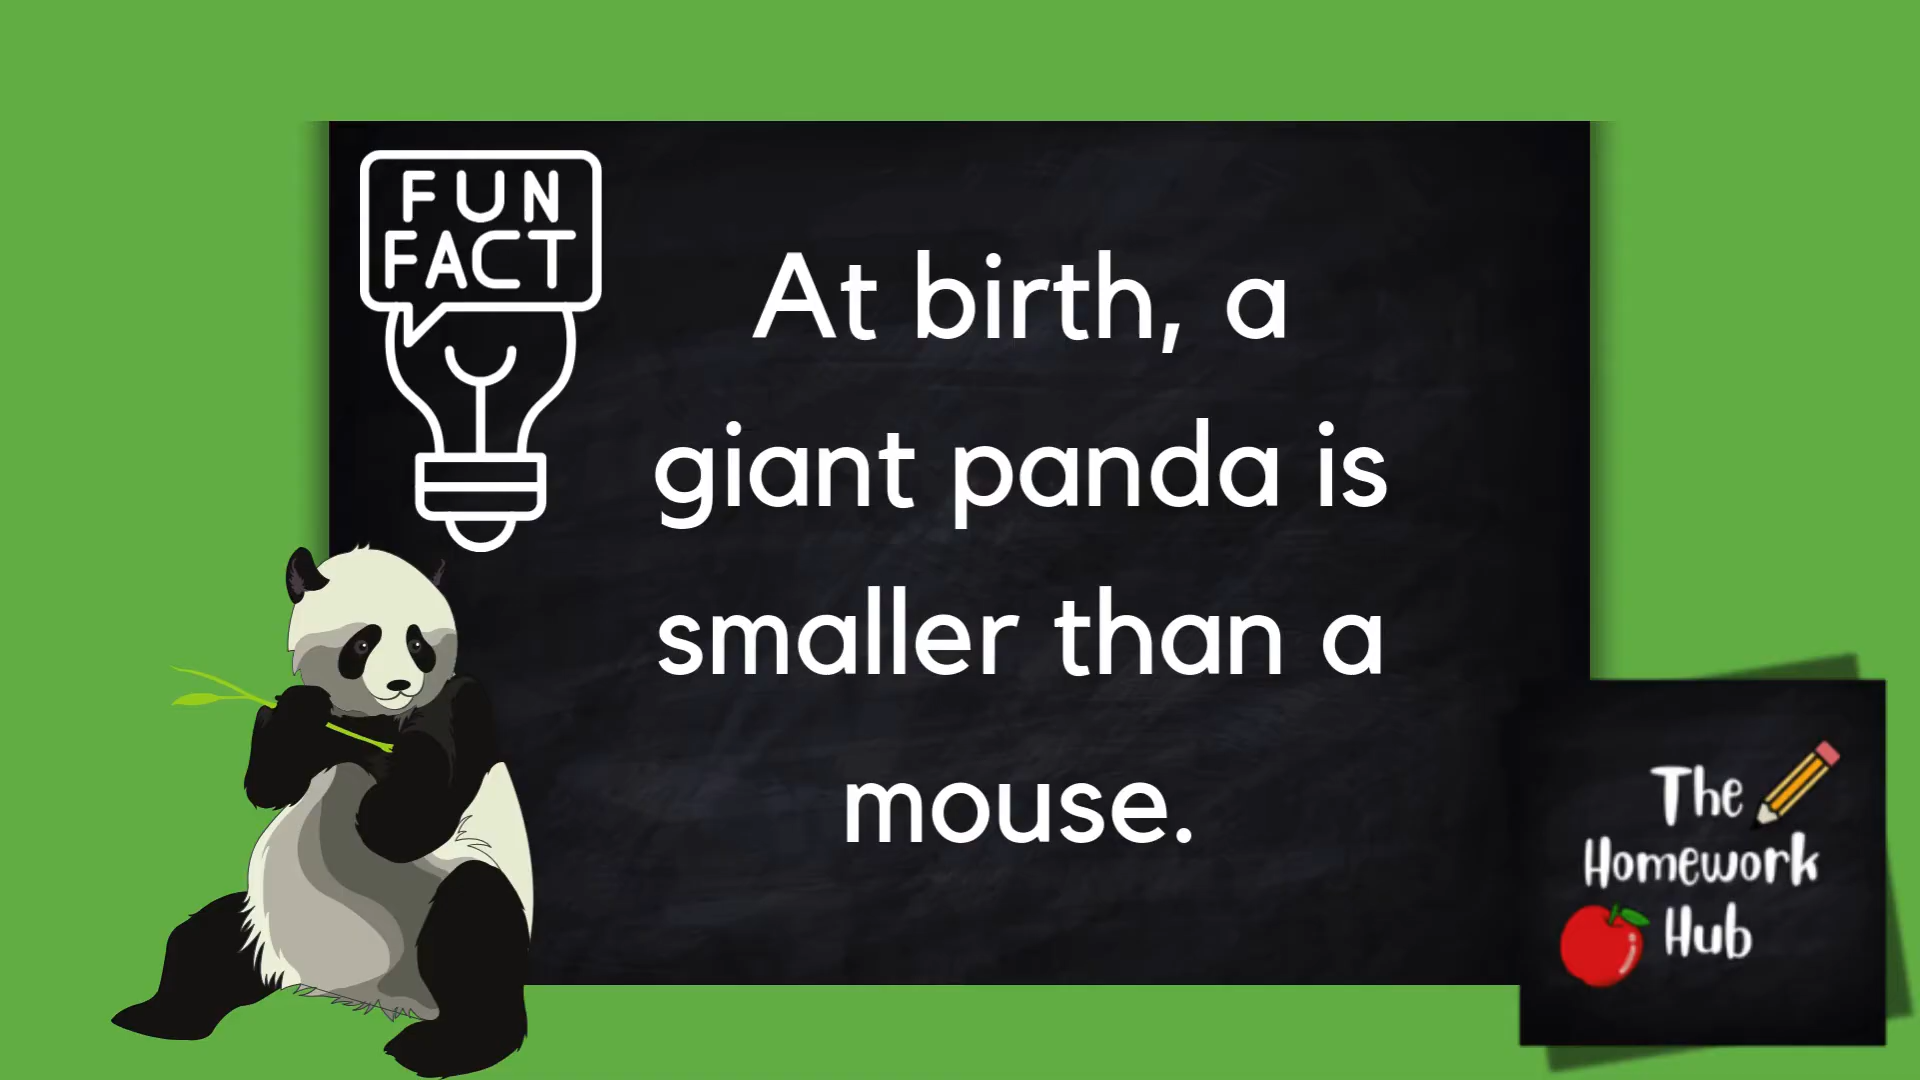 FUN
FACT
At birth, a
giant panda is
smaller than a
mouse.
The
Homework
Hub